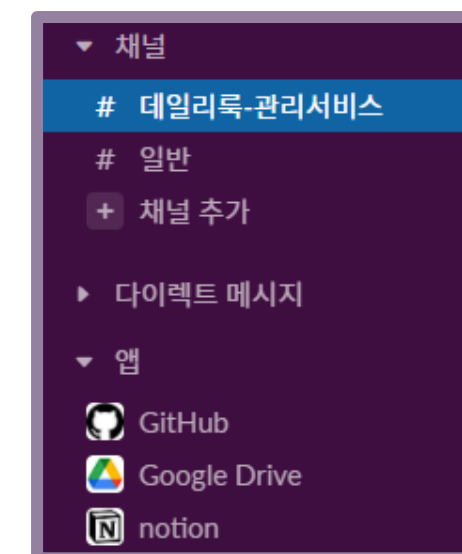 채널
# 데일리룩-관리서비스
# 일반
+ 채널 추가
다이렉트 메시지
앱
GitHub
Google Drive
notion